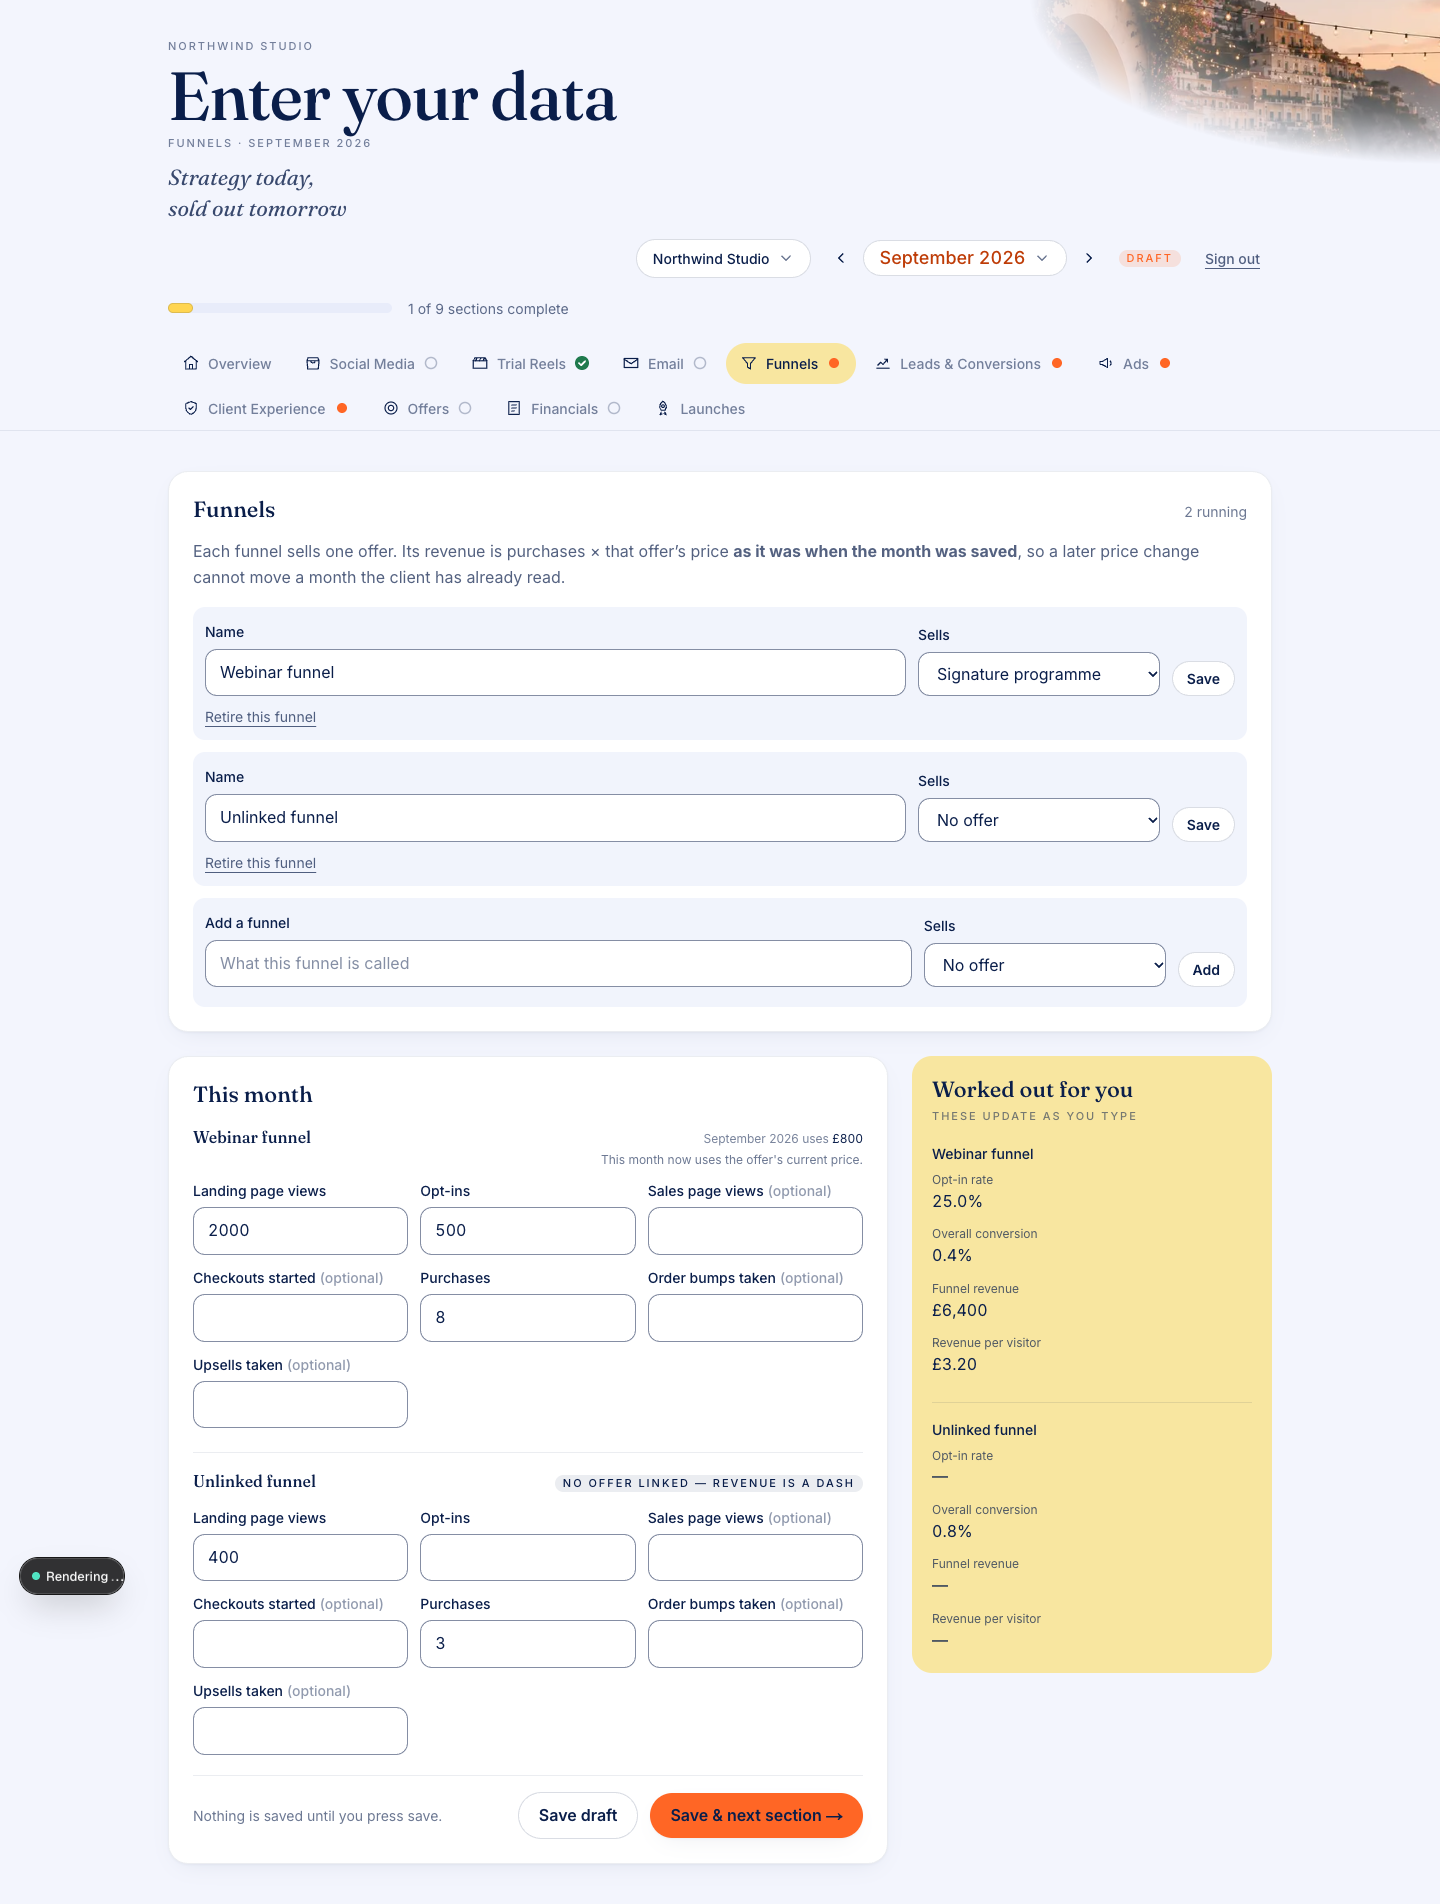 NORTHWIND STUDIO
Enter your data
FUNNELS · SEPTEMBER 2026
Strategy today,
sold out tomorrow
Northwind Studio
September 2026
DRAFT
Sign out
1 of 9 sections complete
Overview
Social Media
Trial Reels
Email
Funnels
Leads & Conversions
Ads
Client Experience
Offers
Financials
Launches
Funnels
2 running
Each funnel sells one offer. Its revenue is purchases × that offer’s price as it was when the month was saved, so a later price change
cannot move a month the client has already read.
Name
Sells
Webinar funnel
Signature programme
Save
Retire this funnel
Name
Sells
Unlinked funnel
No offer
Save
Retire this funnel
Add a funnel
Sells
What this funnel is called
No offer
Add
This month
Webinar funnel
September 2026 uses £800
This month now uses the offer's current price.
Landing page views
Opt-ins
Sales page views (optional)
2000
500
Checkouts started (optional)
Purchases
Order bumps taken (optional)
8
Upsells taken (optional)
Unlinked funnel
NO OFFER LINKED — REVENUE IS A DASH
Landing page views
Opt-ins
Sales page views (optional)
400
Checkouts started (optional)
Purchases
Order bumps taken (optional)
3
Upsells taken (optional)
Nothing is saved until you press save.
Save draft
Save & next section →
Worked out for you
THESE UPDATE AS YOU TYPE
Webinar funnel
Opt-in rate
25.0%
Overall conversion
0.4%
Funnel revenue
£6,400
Revenue per visitor
£3.20
Unlinked funnel
Opt-in rate
—
Overall conversion
0.8%
Funnel revenue
—
Revenue per visitor
—
Rendering ...